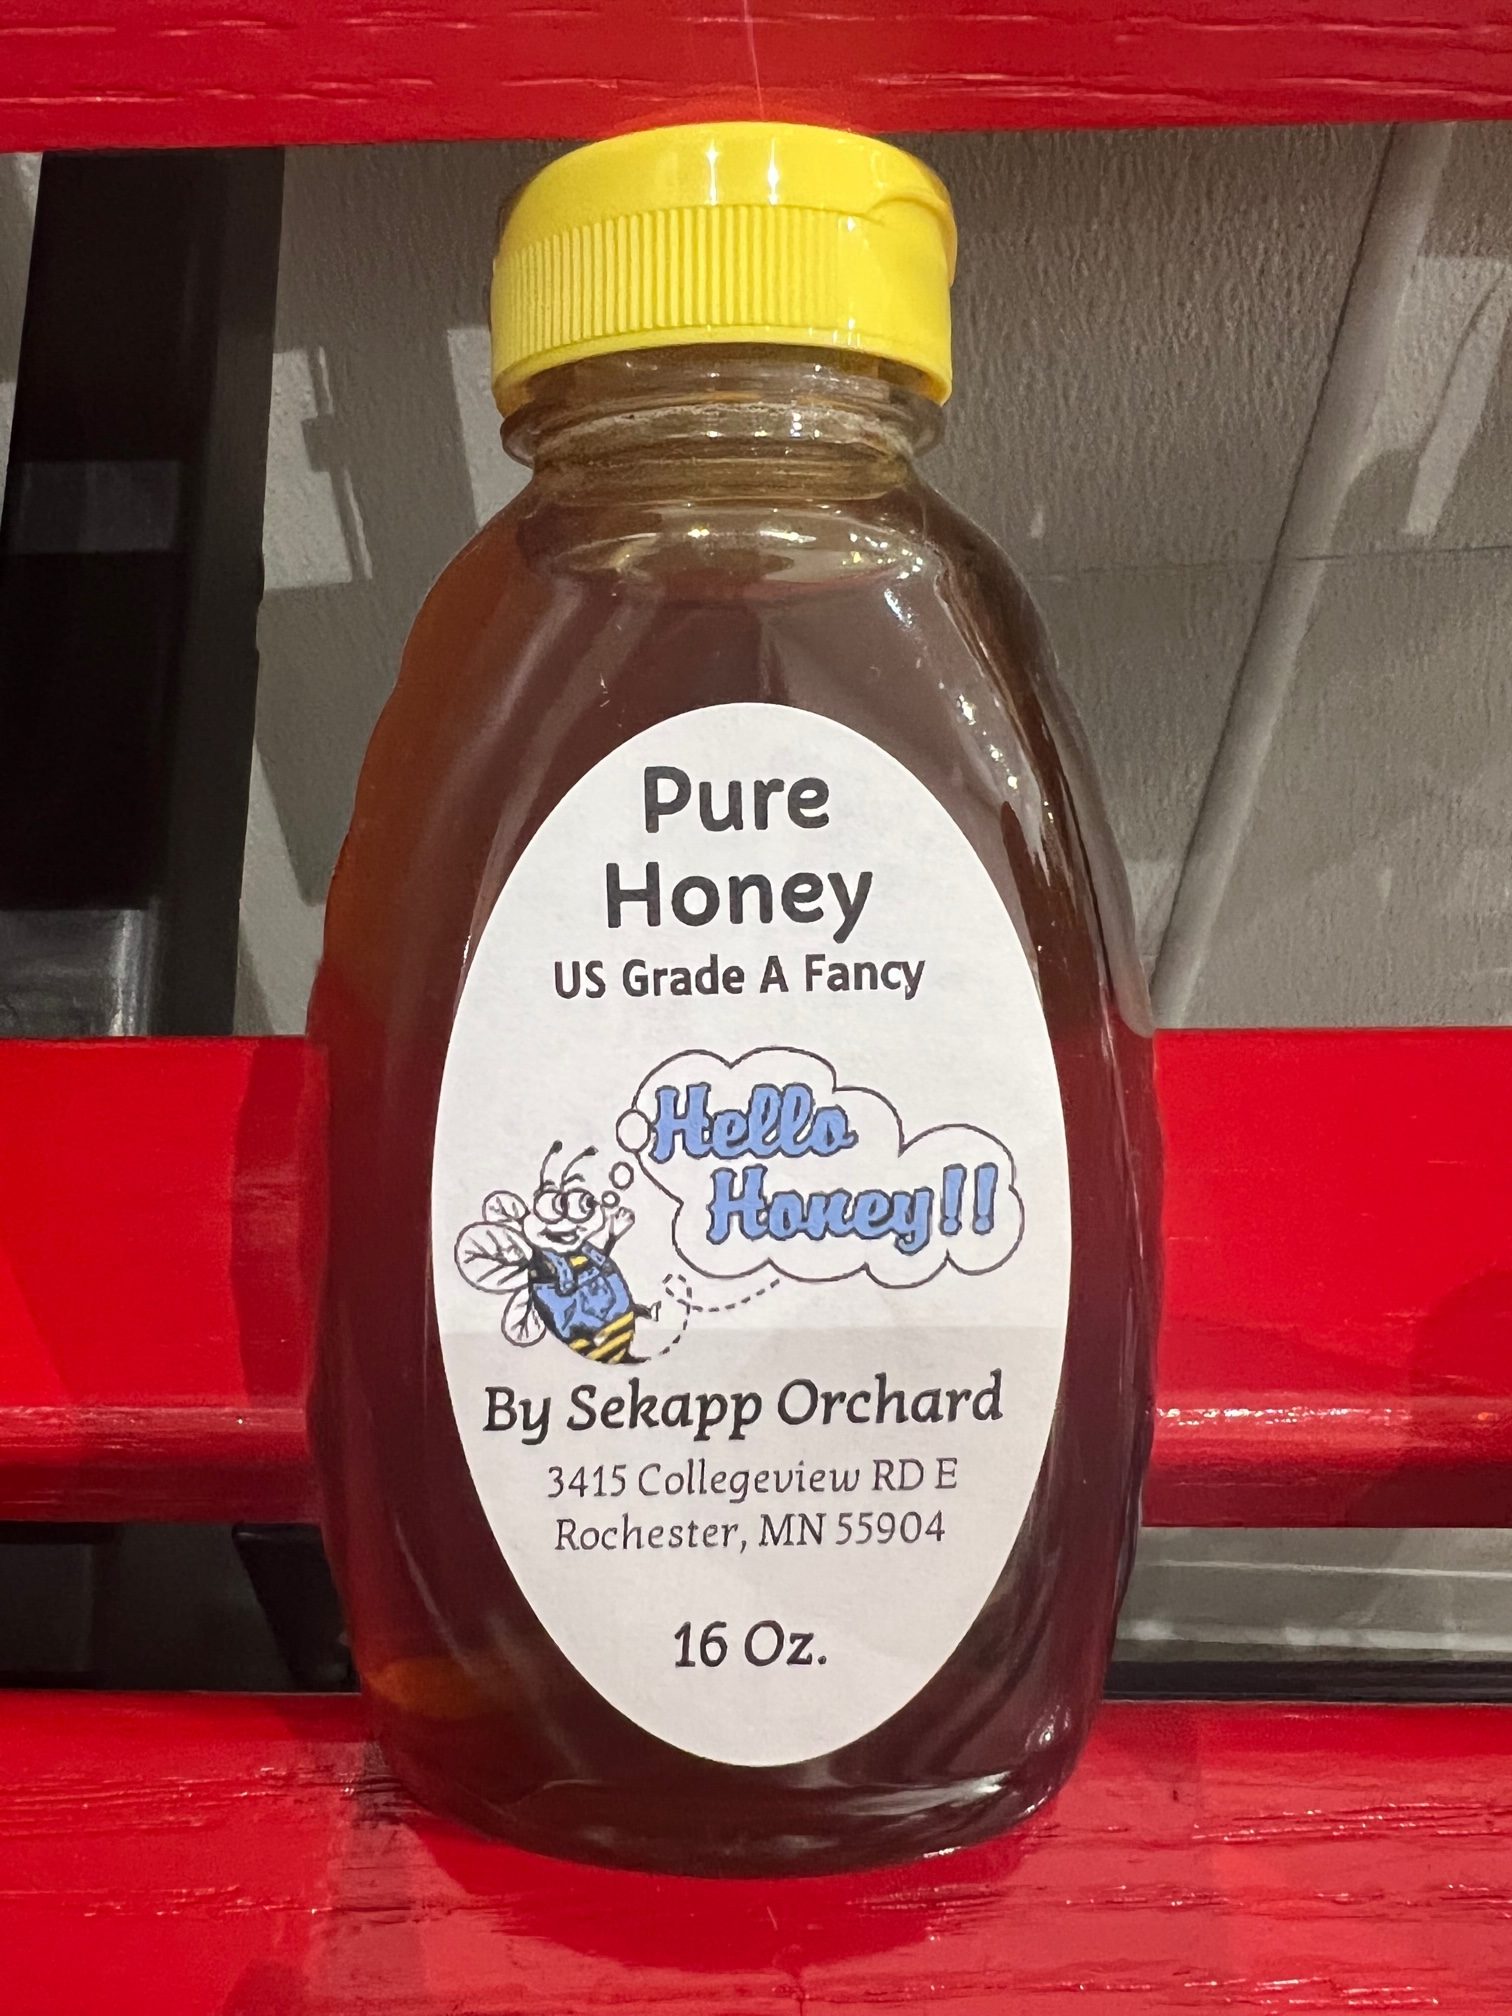 Pure
Honey
US Grade A Fancy
Hello
Honey!!
By Sekapp Orchard
3415 Collegeview RD E
Rochester, MN 55904
16 Oz.